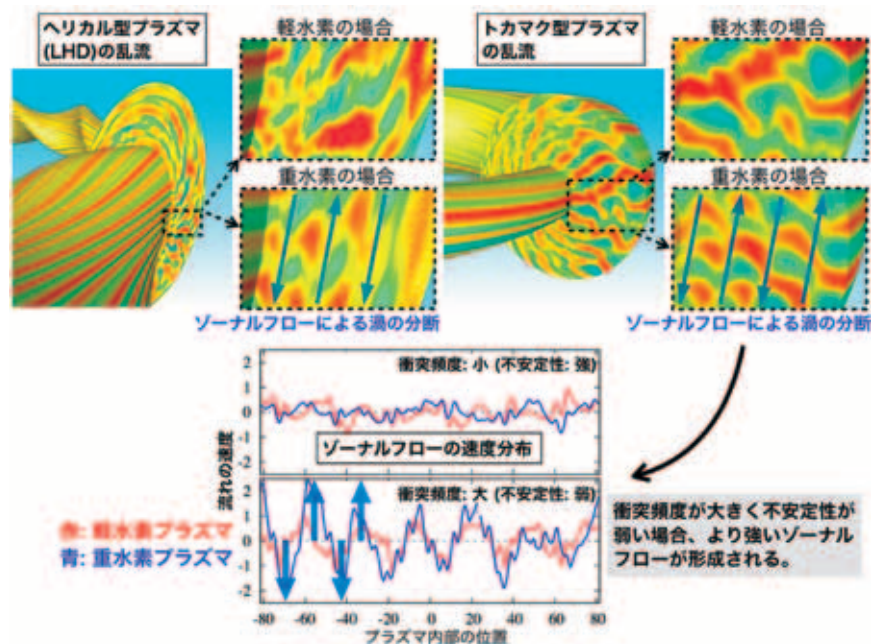 ヘリカル型プラズマ
(LHD)の乱流
軽水素の場合
重水素の場合
ゾーナルフローによる渦の分断
トカマク型プラズマ
の乱流
軽水素の場合
重水素の場合
ゾーナルフローによる渦の分断
衝突頻度: 小 (不安定性: 強)
2
1
0
-1
-2
ゾーナルフローの速度分布
流れの速度
衝突頻度: 大 (不安定性: 弱)
2
1
0
-1
-2
-80 -60 -40 -20 0 20 40 60 80
プラズマ内部の位置
赤: 軽水素プラズマ
青: 重水素プラズマ
衝突頻度が大きく不安定性が
弱い場合、より強いゾーナル
フローが形成される。